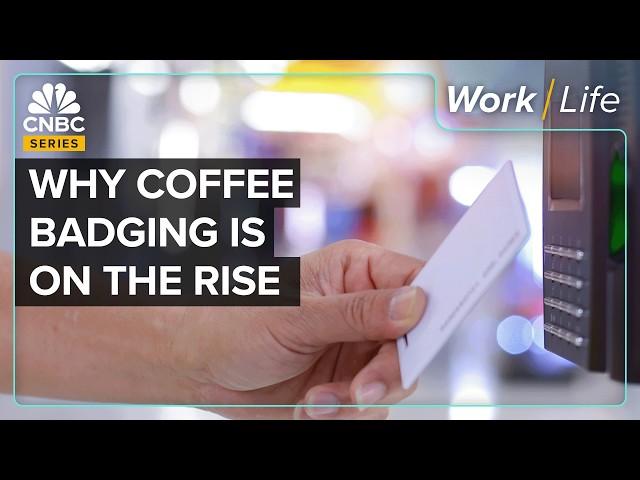 CNBC
SERIES
Work | Life
WHY COFFEE
BADGING IS
ON THE RISE